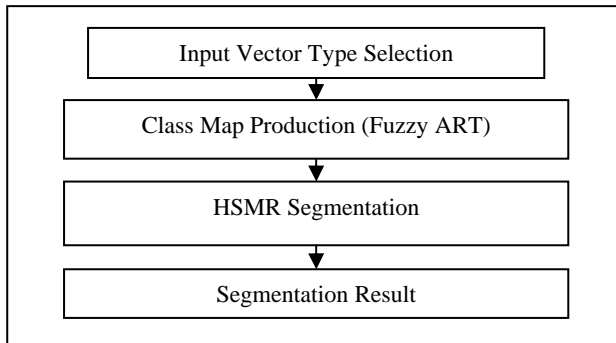 Input Vector Type Selection
Class Map Production (Fuzzy ART)
HSMR Segmentation
Segmentation Result